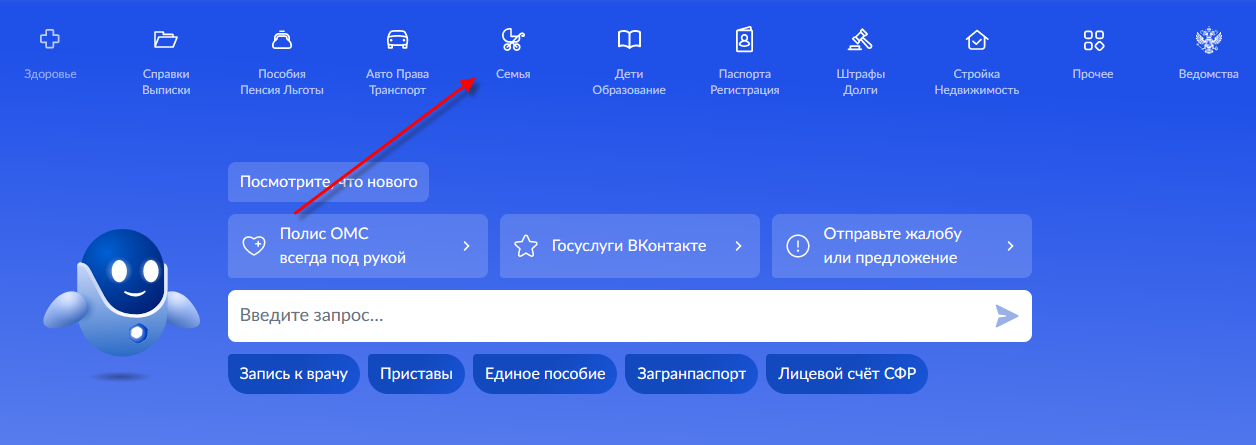 Здоровье
Справки
Выписки
Пособия
Пенсия Льготы
Авто Права
Транспорт
Семья
Дети
Образование
Паспорта
Регистрация
Штрафы
Долги
Стройка
Недвижимость
Прочее
Ведомства
Посмотрите, что нового
Полис ОМС
всегда под рукой
Госуслуги ВКонтакте
Отправьте жалобу
или предложение
Введите запрос...
Запись к врачу
Приставы
Единое пособие
Загранпаспорт
Лицевой счёт СФР